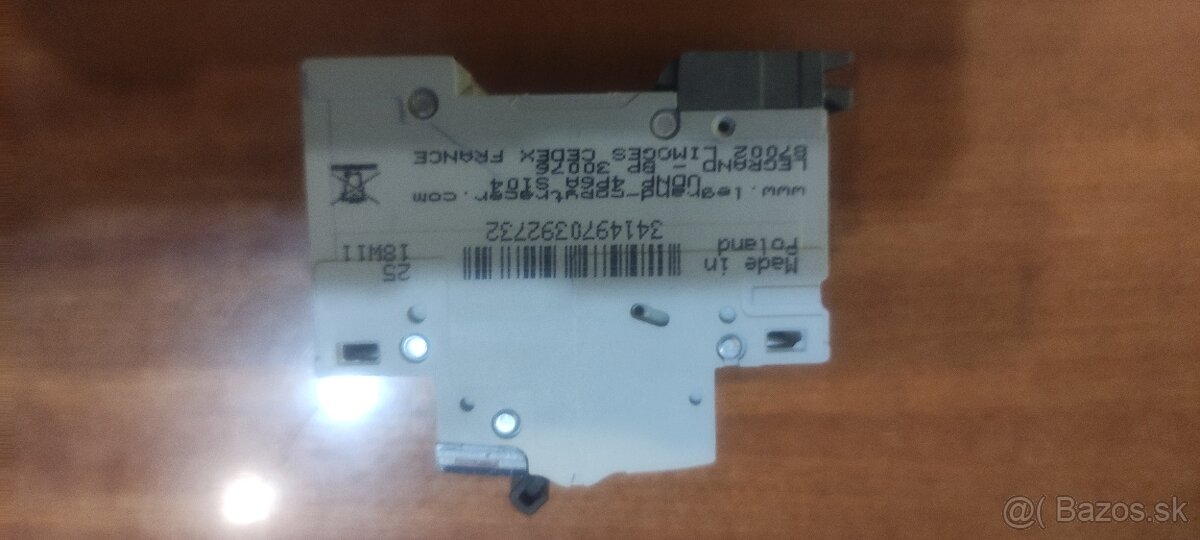 Made in
Poland
25
18W11
3414970392732
LEGRAND - BP 30076
87002 LIMOGES CEDEX FRANCE
@( Bazos.sk